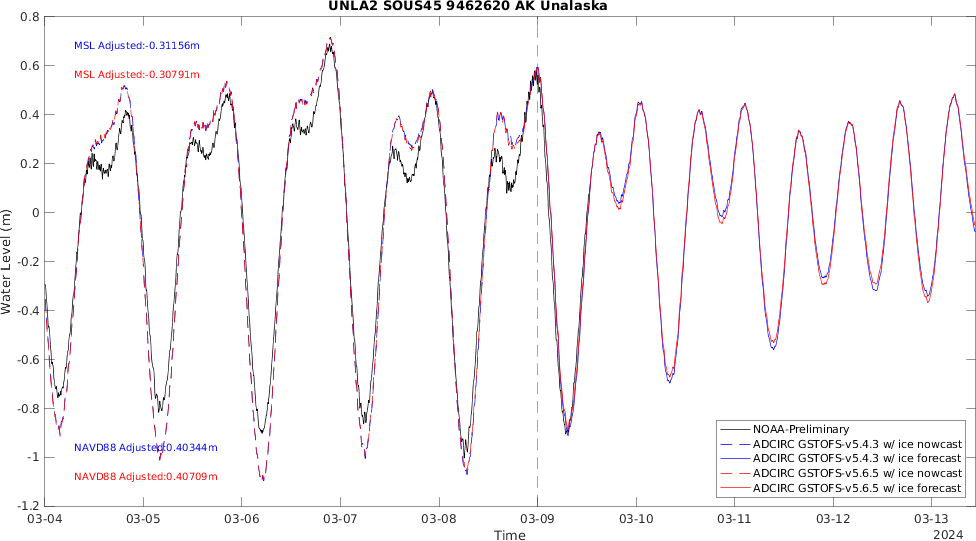 UNLA2 SOUS45 9462620 AK Unalaska
0.8
0.6
0.4
0.2
0
-0.2
-0.4
-0.6
-0.8
-1
-1.2
Water Level (m)
MSL Adjusted:-0.31156m
MSL Adjusted:-0.30791m
NAVD88 Adjusted:0.40344m
NAVD88 Adjusted:0.40709m
NOAA-Preliminary
ADCIRC GSTOFS-v5.4.3 w/ ice nowcast
ADCIRC GSTOFS-v5.4.3 w/ ice forecast
ADCIRC GSTOFS-v5.6.5 w/ ice nowcast
ADCIRC GSTOFS-v5.6.5 w/ ice forecast
03-04 03-05 03-06 03-07 03-08 03-09 03-10 03-11 03-12 03-13
Time
2024